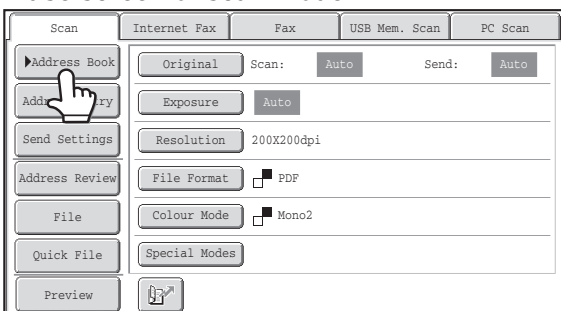 Scan Internet Fax Fax USB Mem. Scan PC Scan
Address Book Original Scan: Auto Send: Auto
Exposure Auto
Send Settings Resolution 200X200dpi
Address Review File Format PDF
File Colour Mode Mono2
Quick File Special Modes
Preview